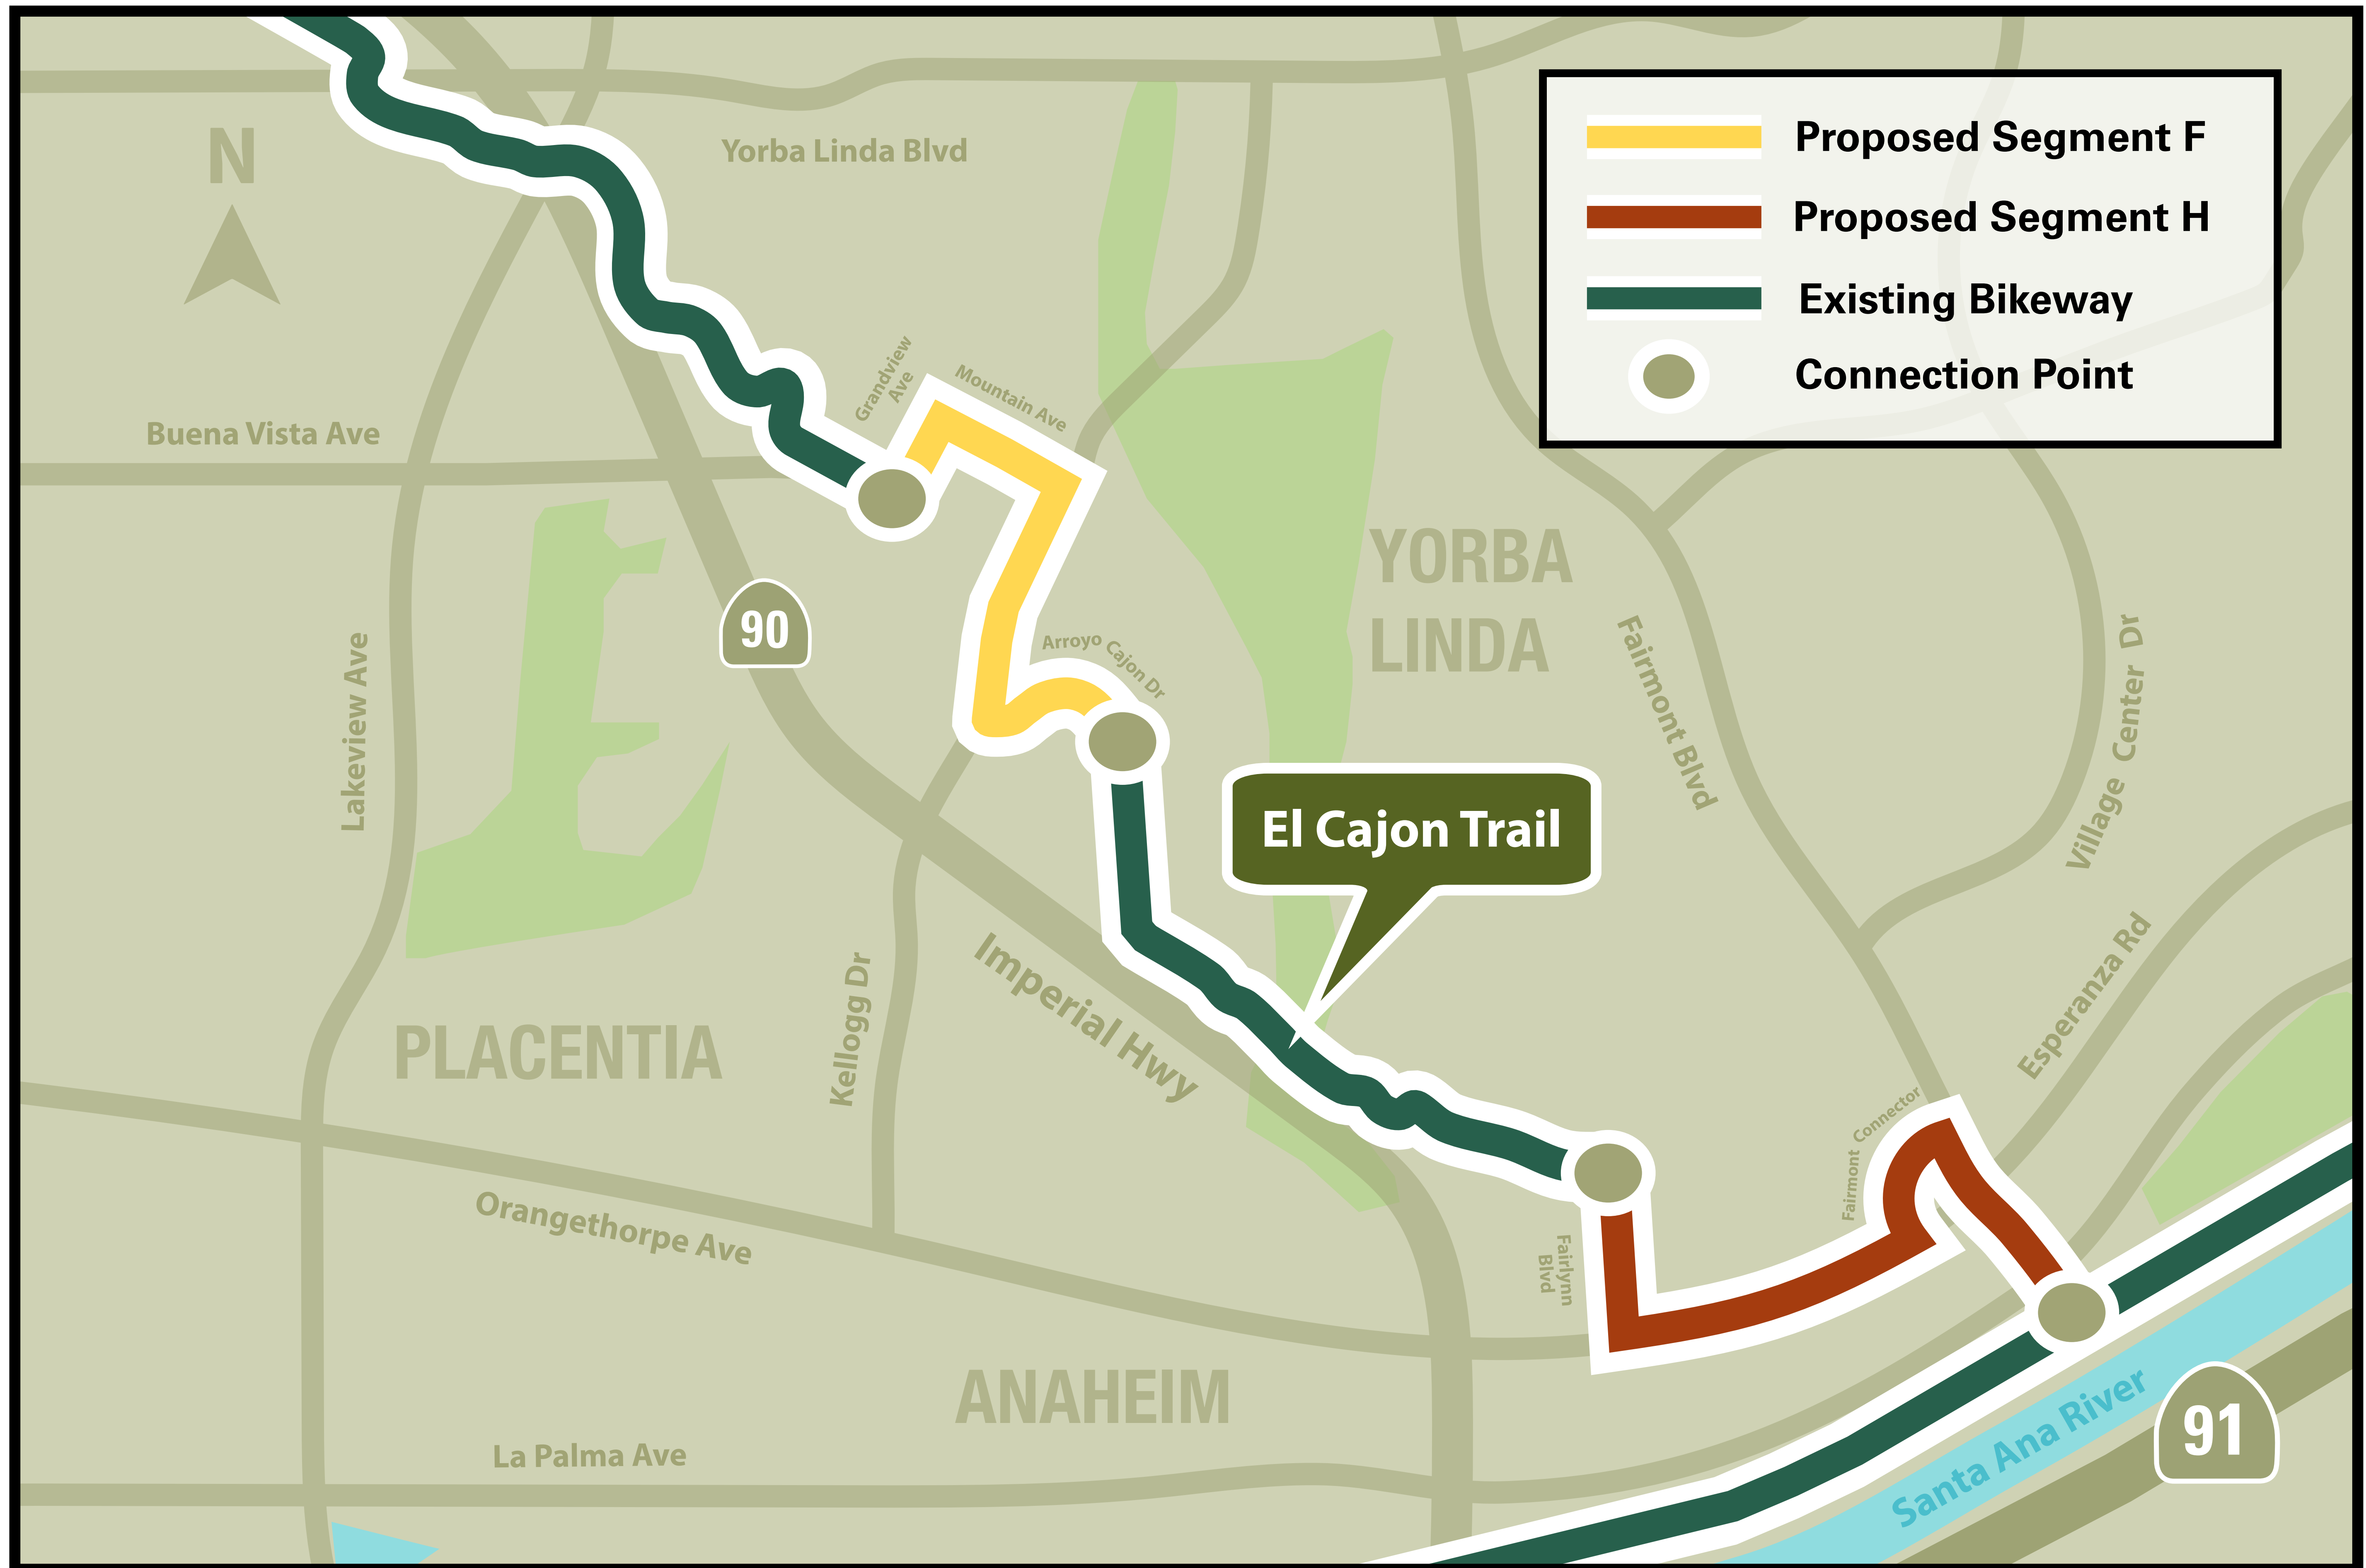 N
Yorba Linda Blvd
Proposed Segment F
Proposed Segment H
Existing Bikeway
Connection Point
Grandview
Ave
Mountain Ave
Buena Vista Ave
YORBA
LINDA
90
Arroyo Cajon Dr
Lakeview Ave
Fairmont Blvd
Village Center Dr
El Cajon Trail
Esperanza Rd
Imperial Hwy
Kellogg Dr
PLACENTIA
Fairmont Connector
Orangethorpe Ave
Fairlynn
Blvd
ANAHEIM
La Palma Ave
Santa Ana River
91